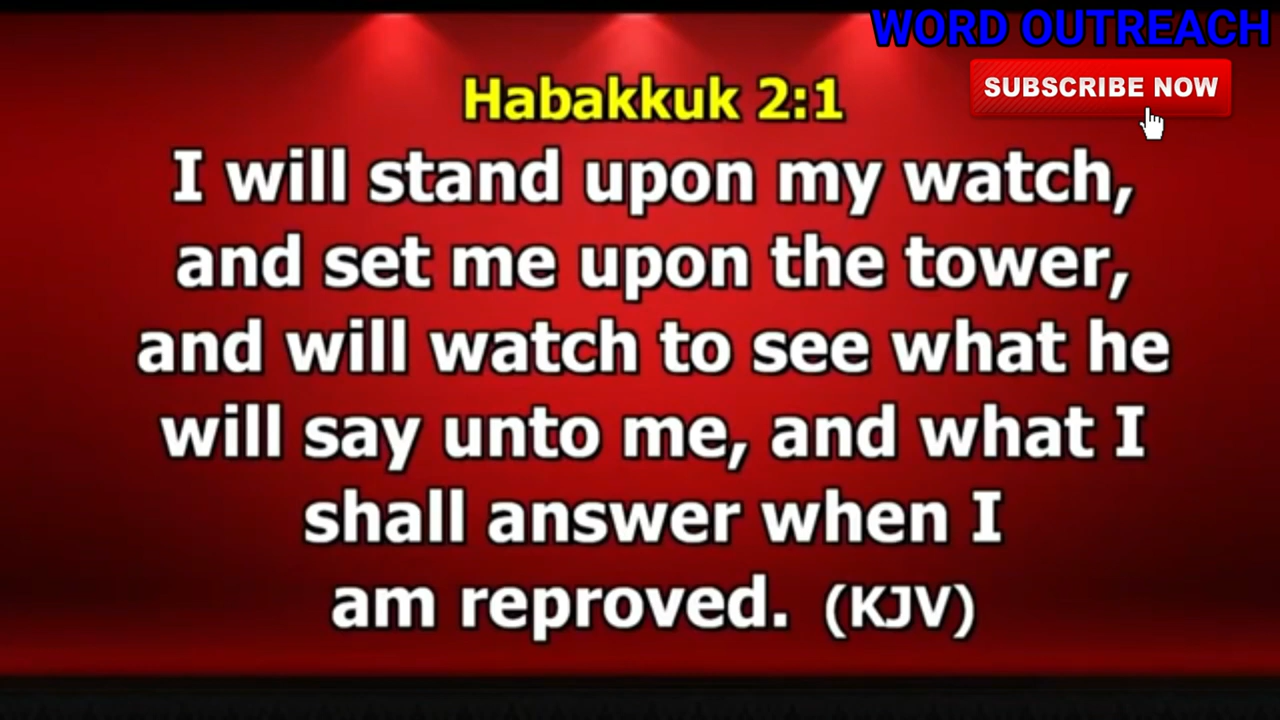 WORD OUTREACH
SUBSCRIBE NOW
Habakkuk 2:1
I will stand upon my watch,
and set me upon the tower,
and will watch to see what he
will say unto me, and what I
shall answer when I
am reproved. (KJV)